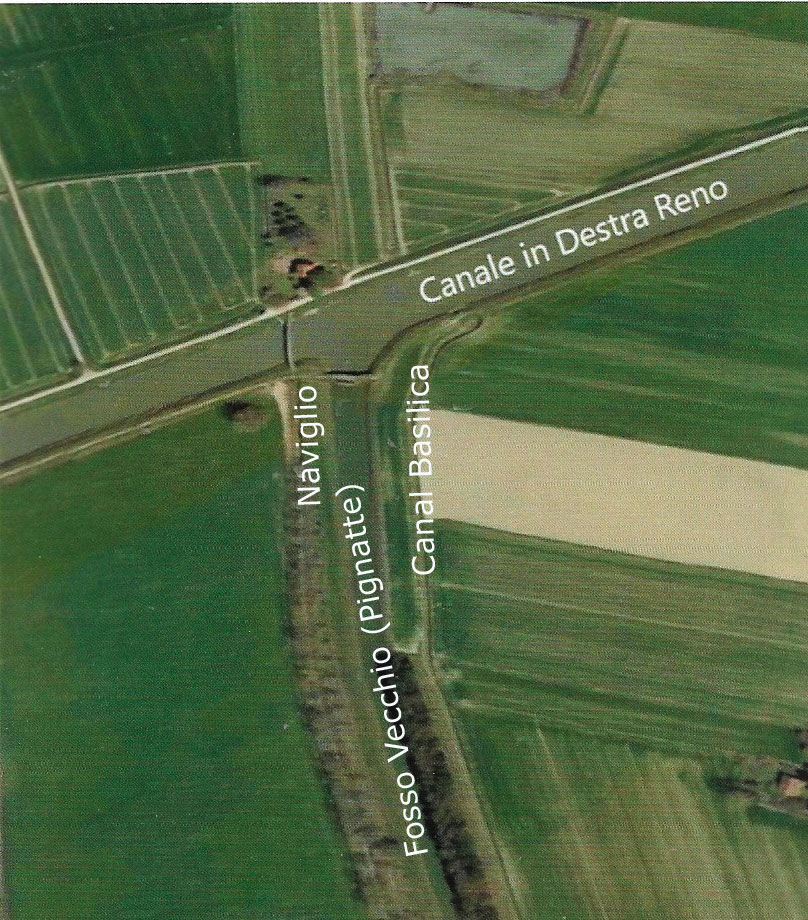 Canale in Destra Reno
Naviglio
Canal Basilica
Fosso Vecchio (Pignatte)